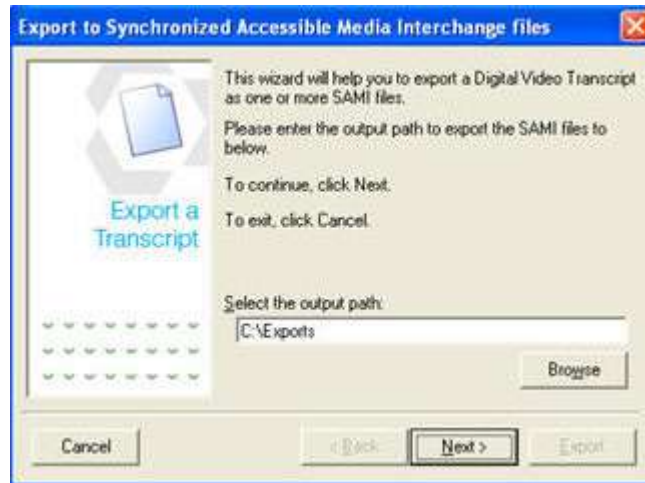 Export to Synchronized Accessible Media Interchange files
This wizard will help you to export a Digital Video Transcript
as one or more SAMI files.
Please enter the output path to export the SAMI files to
below.
To continue, click Next.
To exit, click Cancel.
Export a
Transcript
Select the output path:
C:\Exports
Browse
Cancel
< Back
Next >
Export